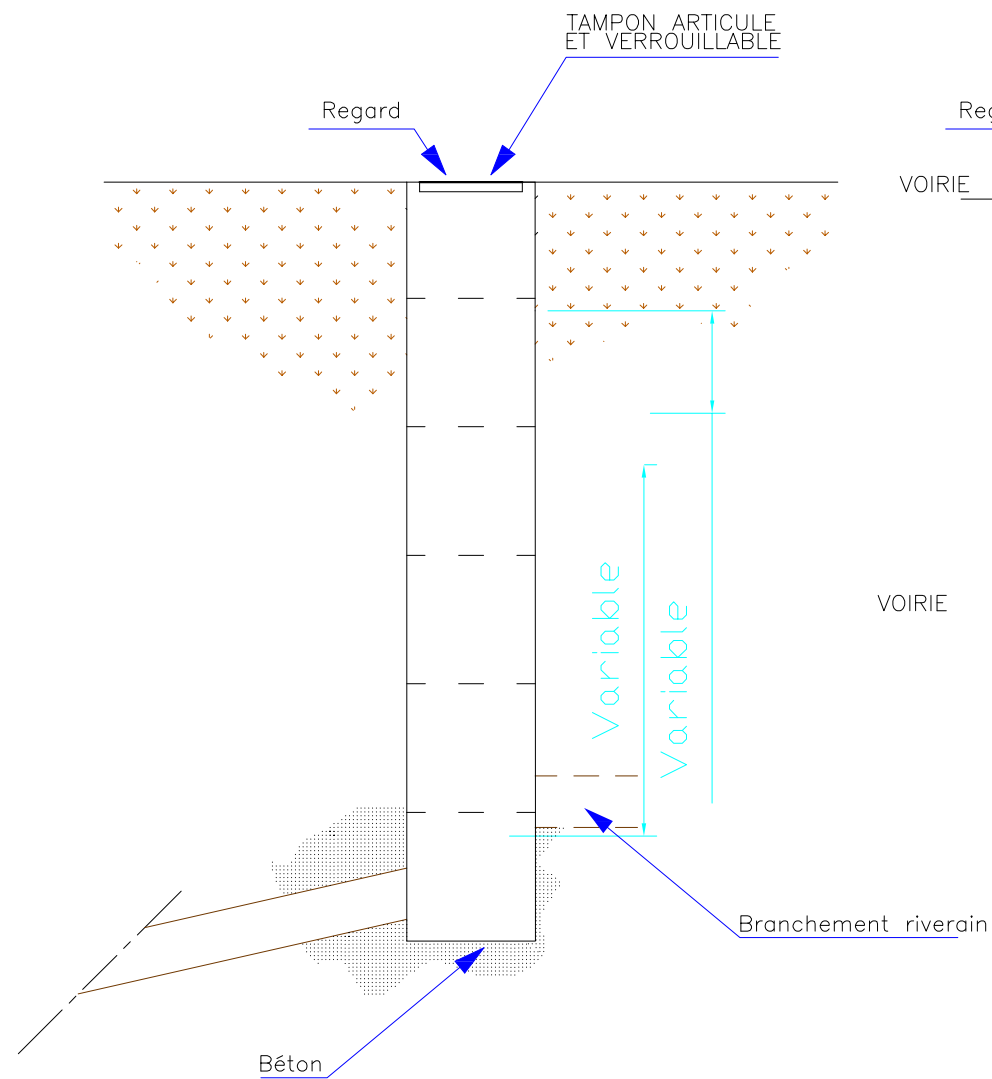 TAMPON ARTICULE
ET VERROUILLABLE
Regard
VOIRIE
Variable
Variable
VOIRIE
Branchement riverain
Béton